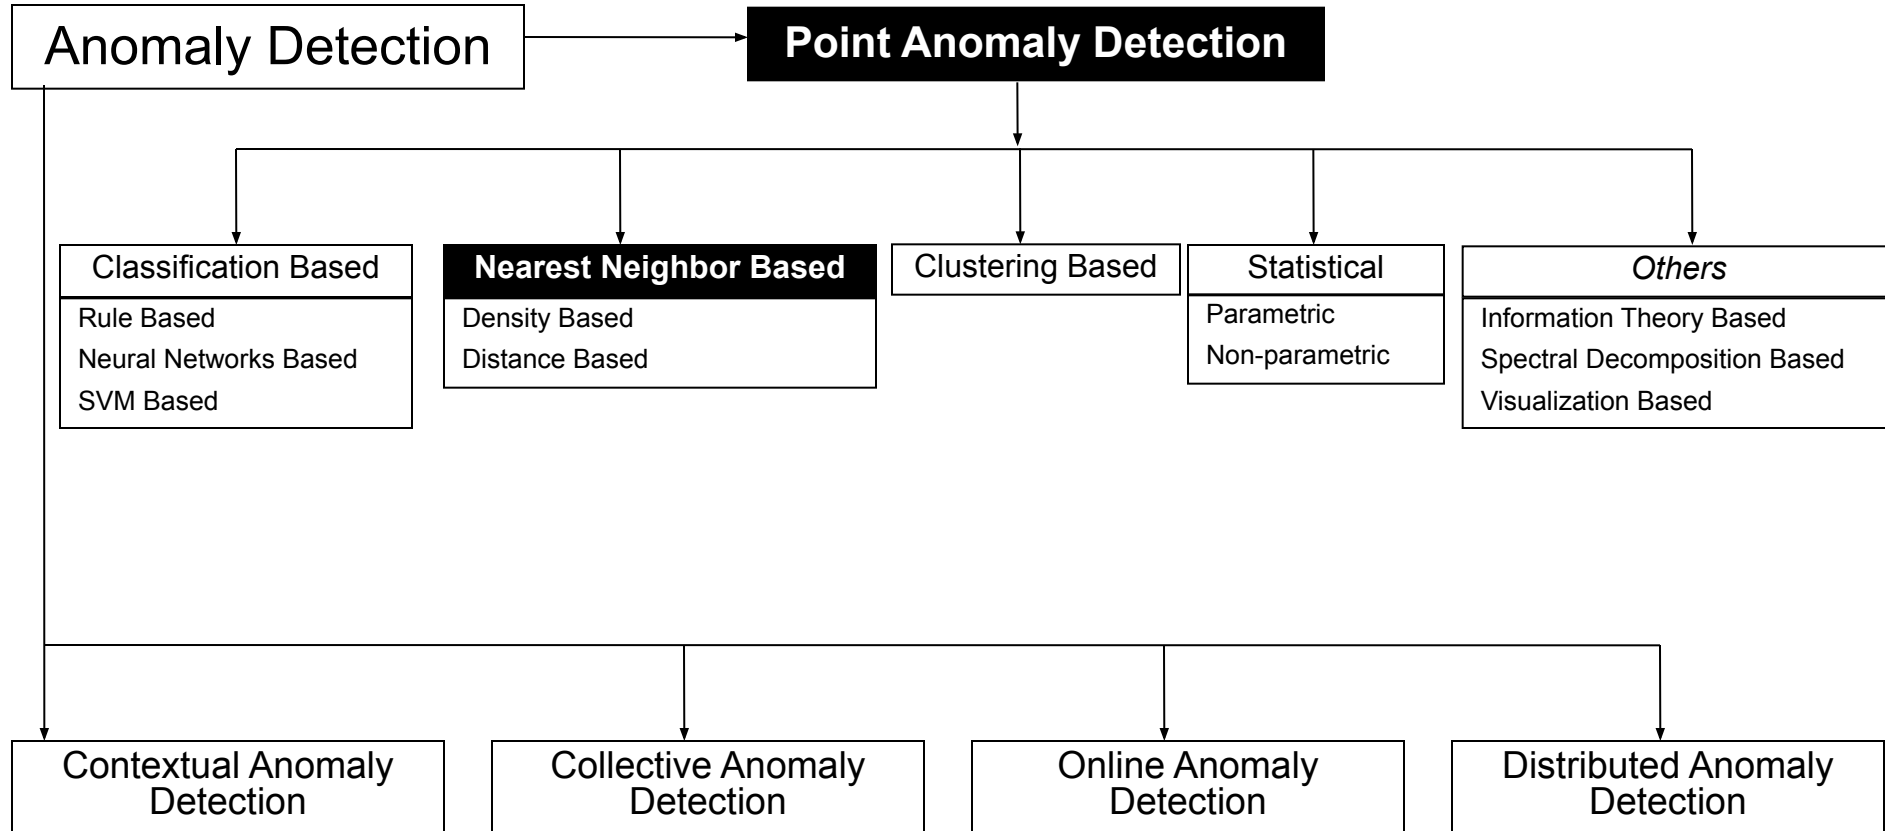 Anomaly Detection
Point Anomaly Detection
Classification Based
Rule Based
Neural Networks Based
SVM Based
Nearest Neighbor Based
Density Based
Distance Based
Clustering Based
Statistical
Parametric
Non-parametric
Others
Information Theory Based
Spectral Decomposition Based
Visualization Based
Contextual Anomaly
Detection
Collective Anomaly
Detection
Online Anomaly
Detection
Distributed Anomaly
Detection